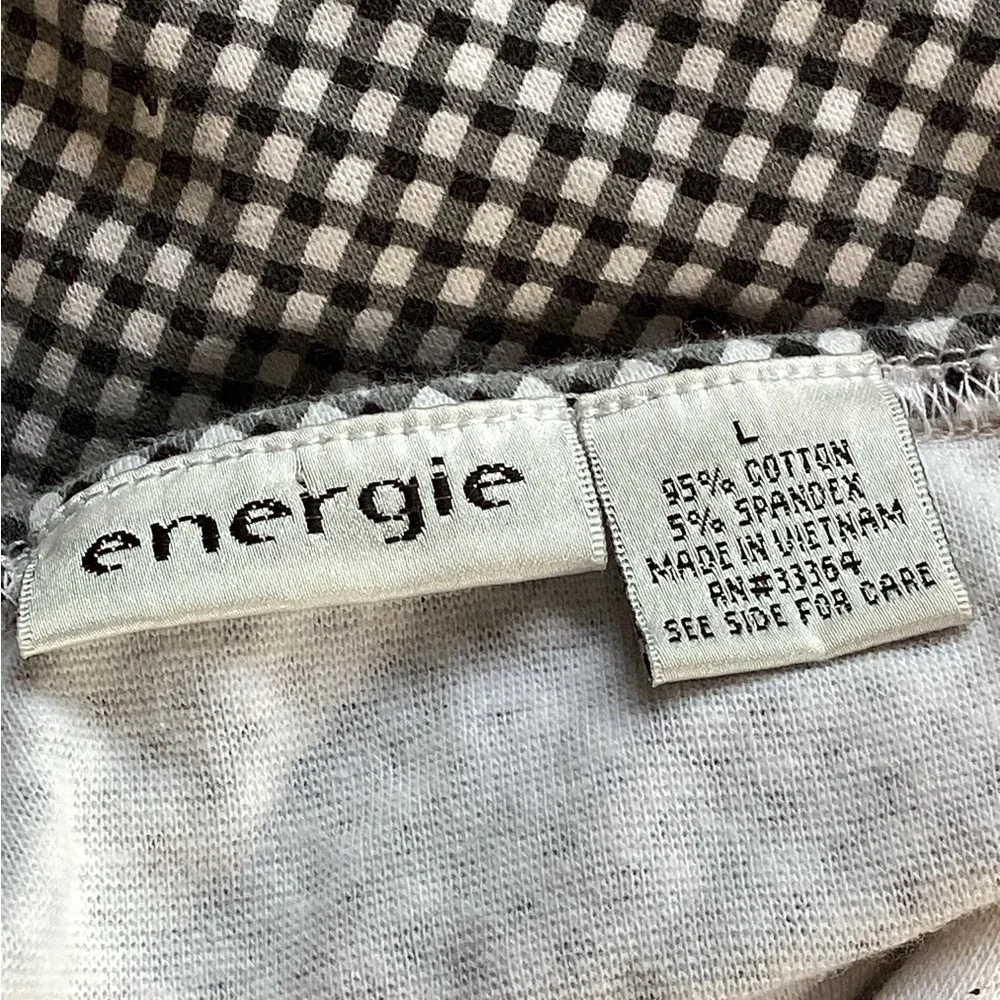 energie
L
95% COTTON
5% SPANDEX
MADE IN VIETNAM
RN#33364
SEE SIDE FOR CARE